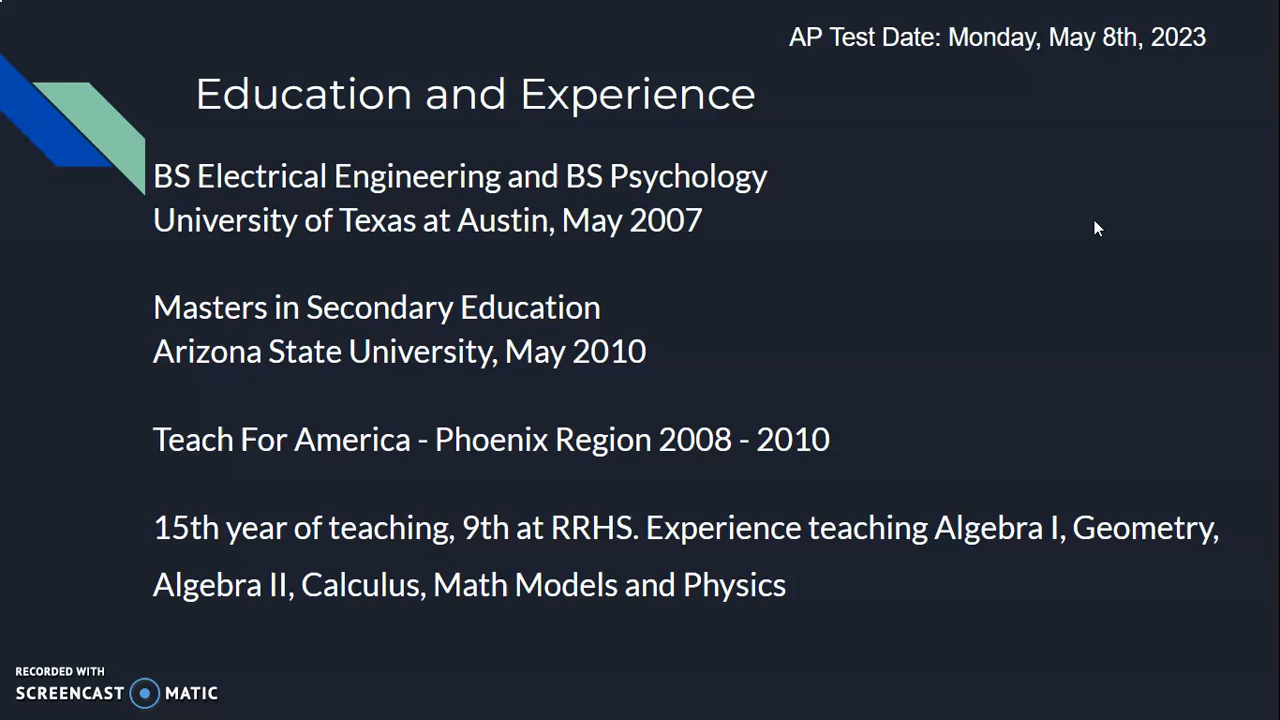 AP Test Date: Monday, May 8th, 2023
Education and Experience
BS Electrical Engineering and BS Psychology
University of Texas at Austin, May 2007
Masters in Secondary Education
Arizona State University, May 2010
Teach For America - Phoenix Region 2008 - 2010
15th year of teaching, 9th at RRHS. Experience teaching Algebra I, Geometry,
Algebra II, Calculus, Math Models and Physics
RECORDED WITH
SCREENCAST MATIC